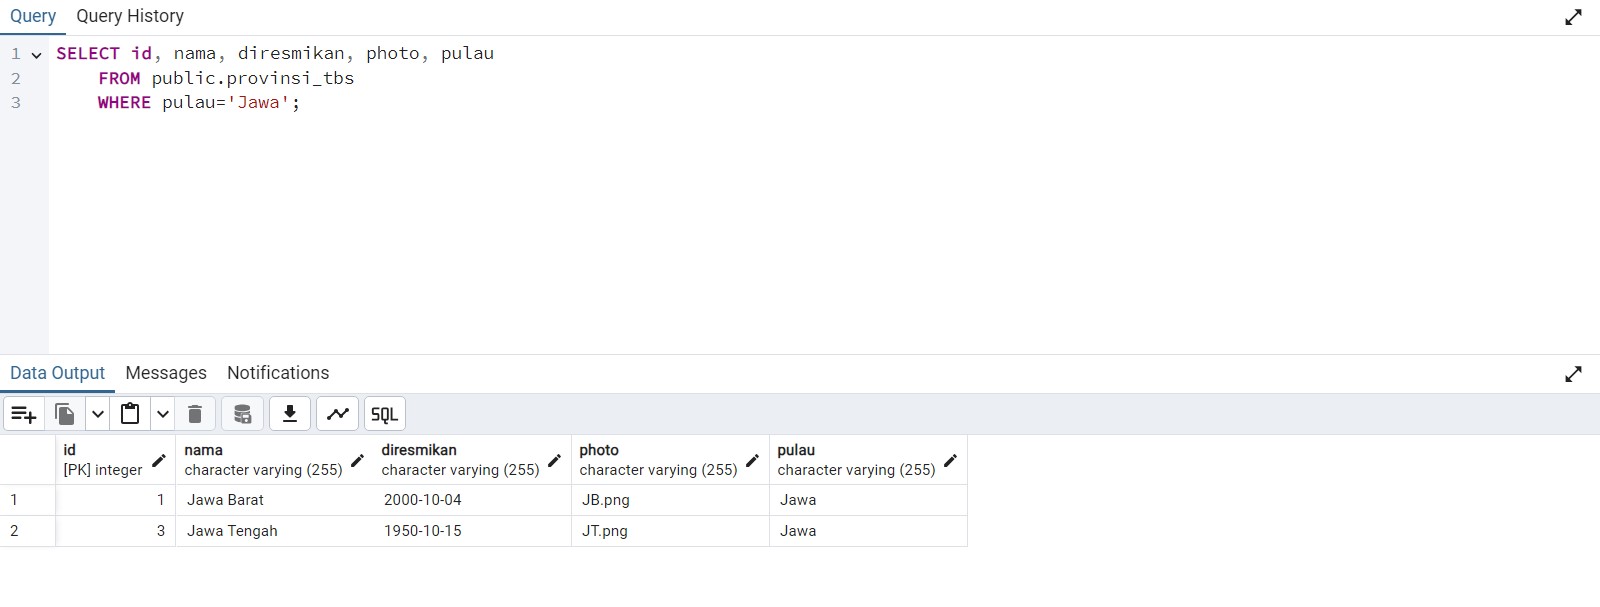 Query Query History
1 SELECT id, nama, diresmikan, photo, pulau
2 FROM public.provinsi_tbs
3 WHERE pulau='Jawa';
Data Output Messages Notifications
SQL
id nama diresmikan photo pulau
[PK] integer character varying (255) character varying (255) character varying (255) character varying (255)
1 1 Jawa Barat 2000-10-04 JB.png Jawa
2 3 Jawa Tengah 1950-10-15 JT.png Jawa